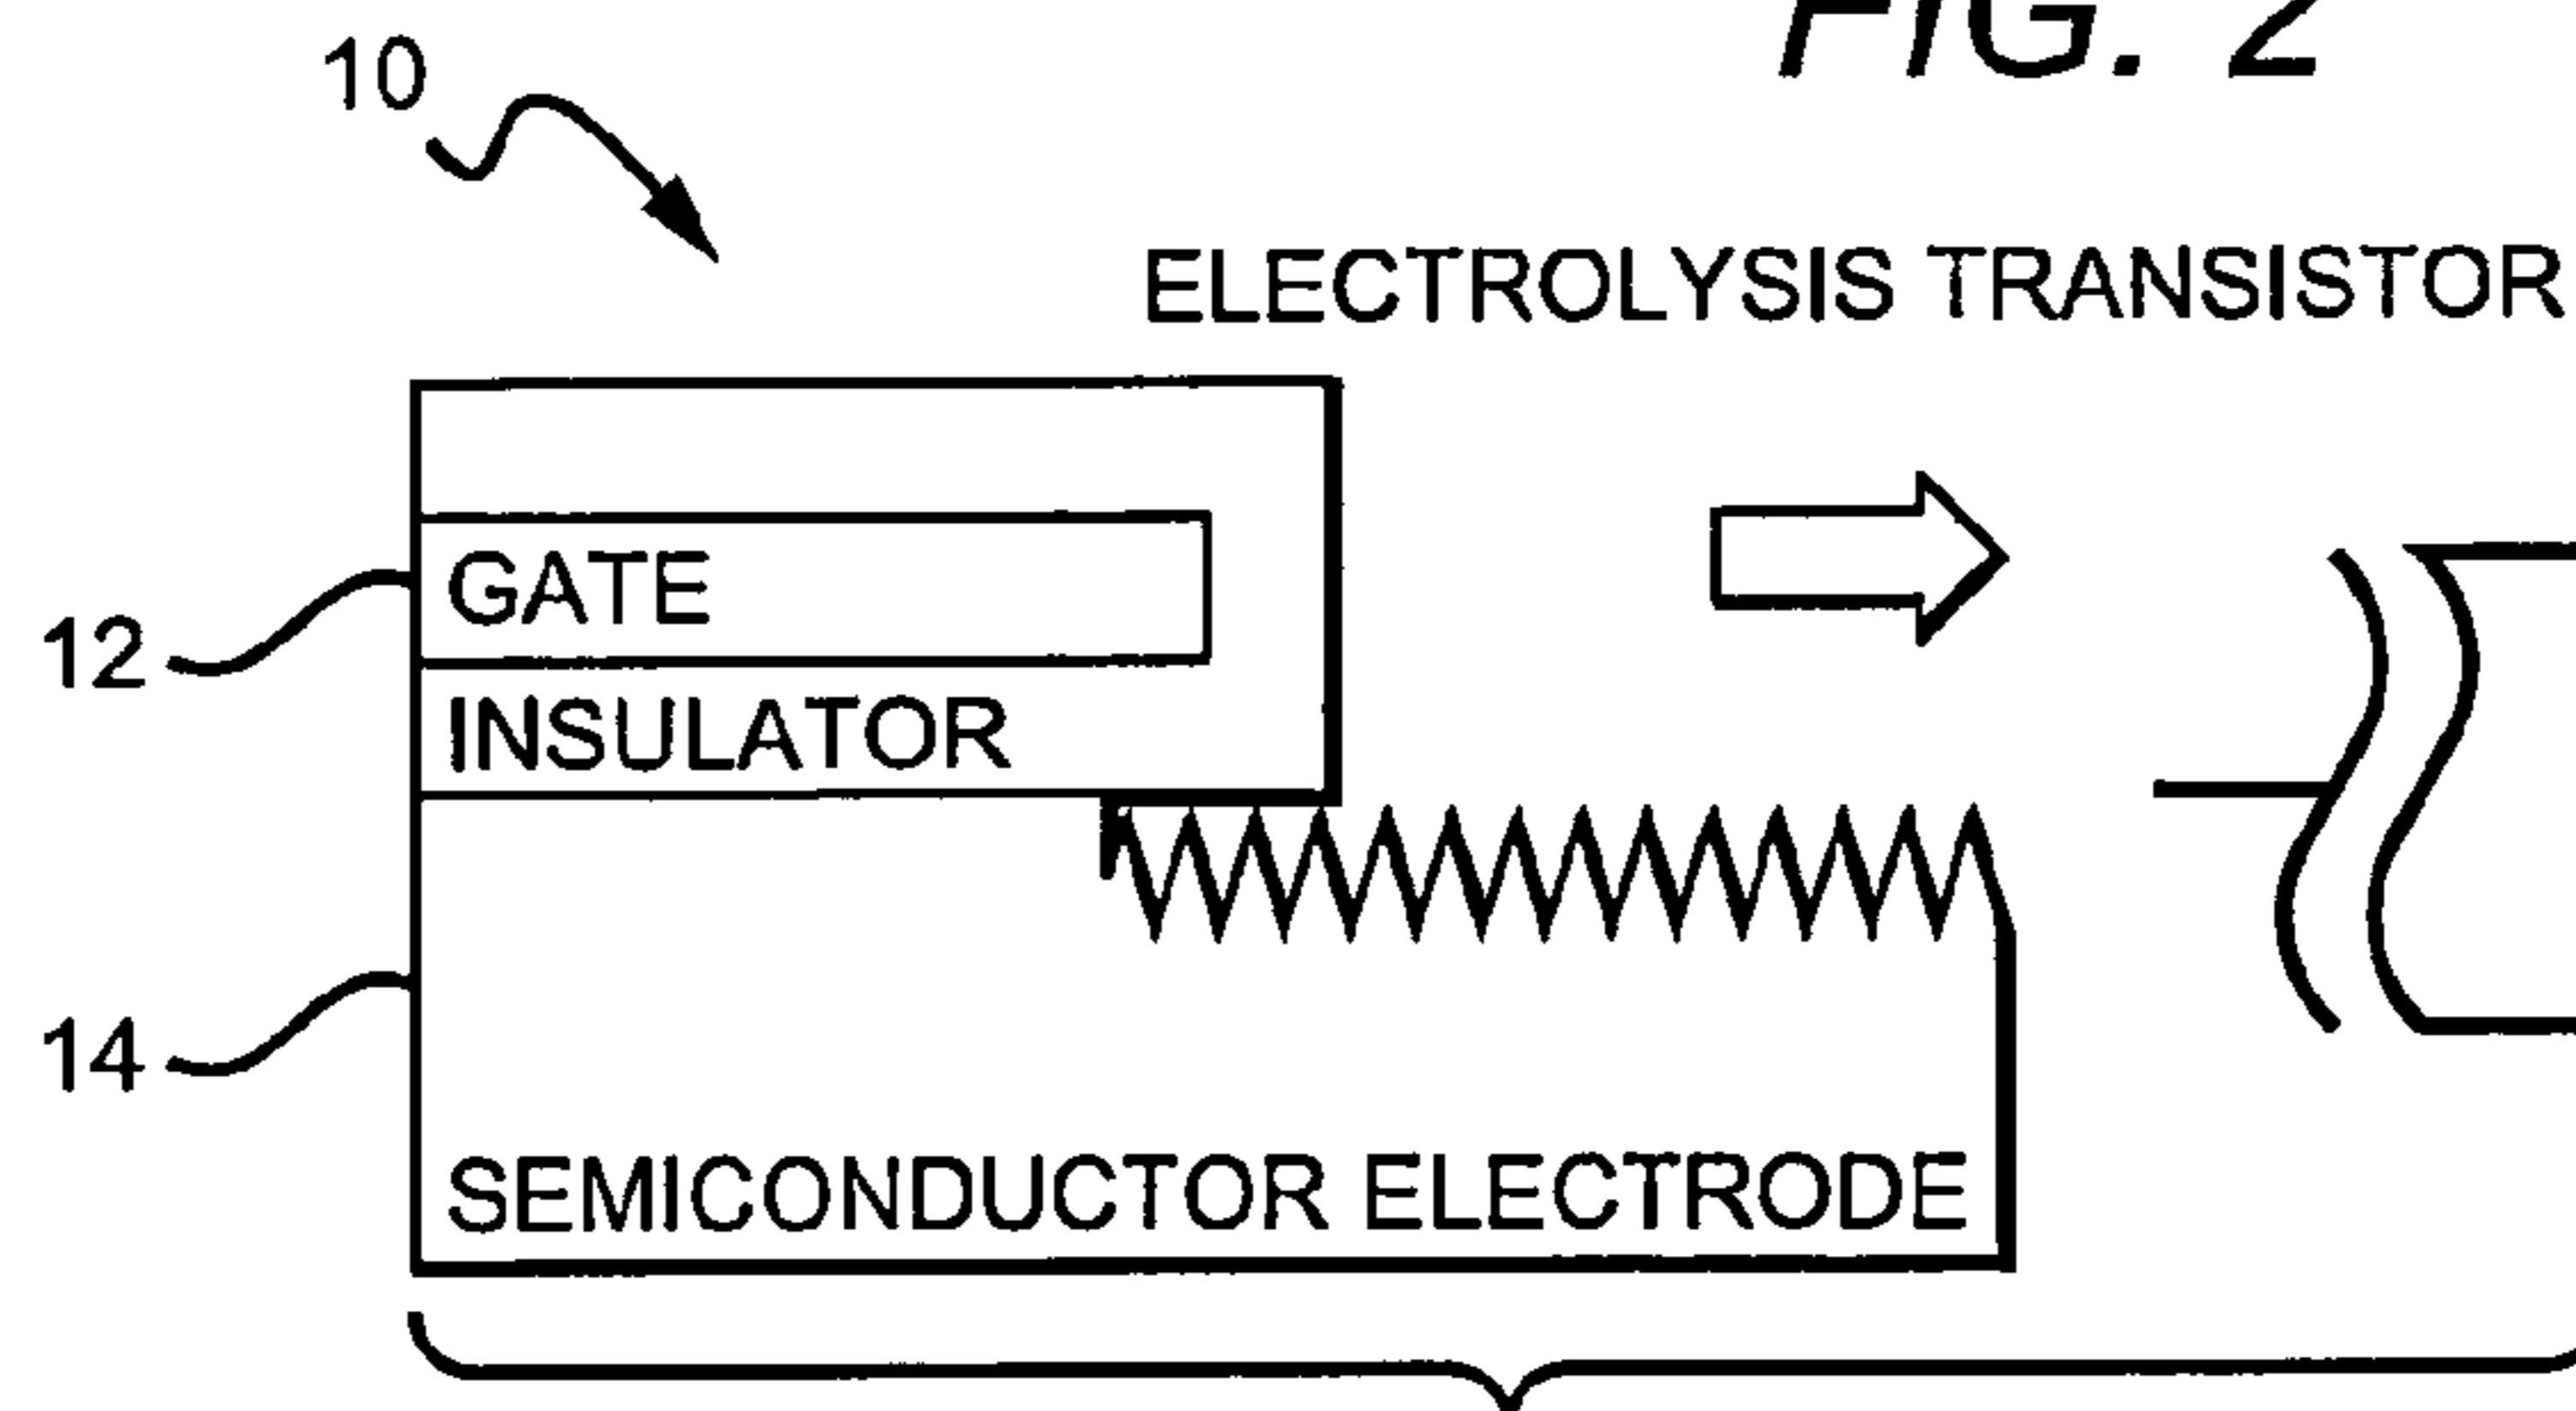 FIG. 2
10
ELECTROLYSIS TRANSISTOR
GATE
12
INSULATOR
14
SEMICONDUCTOR ELECTRODE